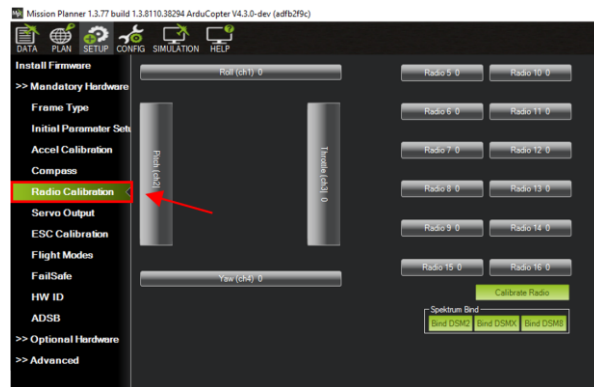 Mission Planner 1.3.77 build 1.3.8110.38294 ArduCopter V4.3.0-dev (adfb2f9c)
DATA PLAN SETUP CONFIG SIMULATION HELP
Install Firmware
>> Mandatory Hardware
Frame Type
Initial Paramater Setu
Accel Calibration
Compass
Radio Calibration
Servo Output
ESC Calibration
Flight Modes
FailSafe
HW ID
ADSB
>> Optional Hardware
>> Advanced
Roll (ch1) 0
Pitch (ch2)
Throttle (ch3) 0
Yaw (ch4) 0
Radio 5 0 Radio 10 0
Radio 6 0 Radio 11 0
Radio 7 0 Radio 12 0
Radio 8 0 Radio 13 0
Radio 9 0 Radio 14 0
Radio 15 0 Radio 16 0
Calibrate Radio
Spektrum Bind
Bind DSM2 Bind DSMX Bind DSM8